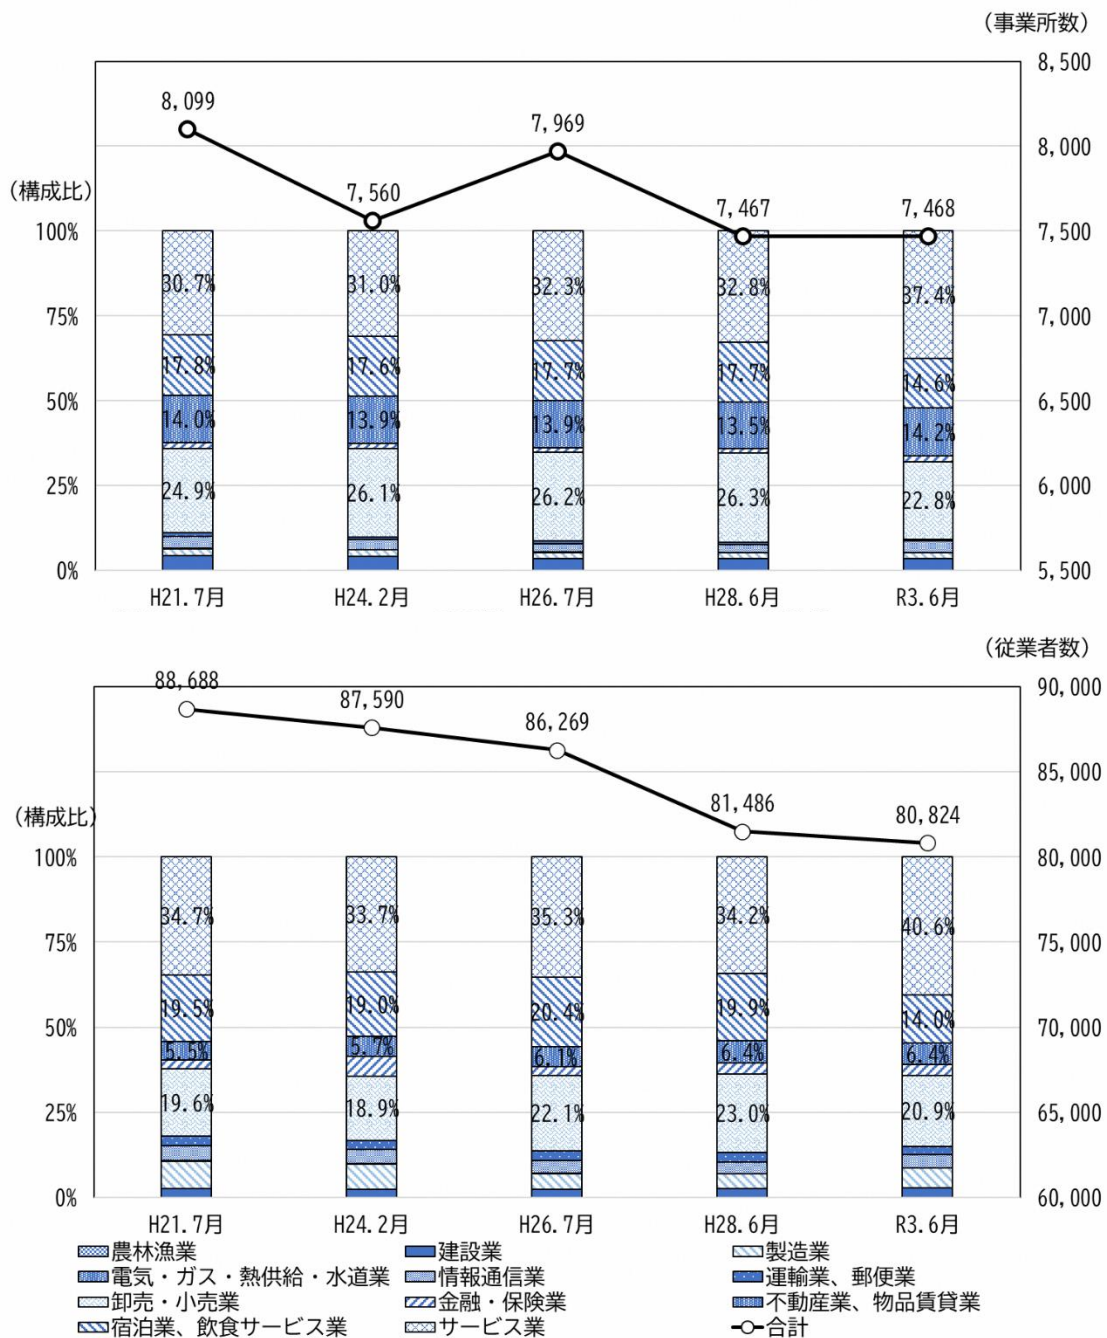 （事業所数）
8,500
8,099
7,969
8,000
（構成比）
7,560
7,467
7,468
100%
7,500
30.7%
31.0%
32.3%
32.8%
37.4%
75%
7,000
17.8%
17.6%
17.7%
17.7%
14.6%
50%
6,500
14.0%
13.9%
13.9%
13.5%
14.2%
25%
6,000
24.9%
26.1%
26.2%
26.3%
22.8%
0%
5,500
H21.7月
H24.2月
H26.7月
H28.6月
R3.6月
（従業者数）
88,688
87,590
86,269
90,000
85,000
（構成比）
81,486
80,824
100%
80,000
34.7%
33.7%
35.3%
34.2%
40.6%
75%
75,000
19.5%
19.0%
20.4%
19.9%
14.0%
50%
70,000
5.5%
5.7%
6.1%
6.4%
6.4%
19.6%
18.9%
22.1%
23.0%
20.9%
25%
65,000
0%
60,000
H21.7月
H24.2月
H26.7月
H28.6月
R3.6月
農林漁業
建設業
製造業
電気・ガス・熱供給・水道業
情報通信業
運輸業、郵便業
卸売・小売業
金融・保険業
不動産業、物品賃貸業
宿泊業、飲食サービス業
サービス業
合計